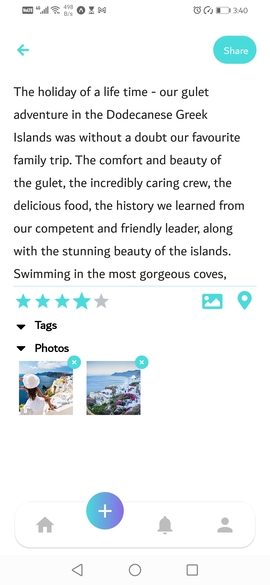 3:40
Share
The holiday of a life time - our gulet
adventure in the Dodecanese Greek
Islands was without a doubt our favourite
family trip. The comfort and beauty of
the gulet, the incredibly caring crew, the
delicious food, the history we learned from
our competent and friendly leader, along
with the stunning beauty of the islands.
Swimming in the most gorgeous coves,
Tags
Photos